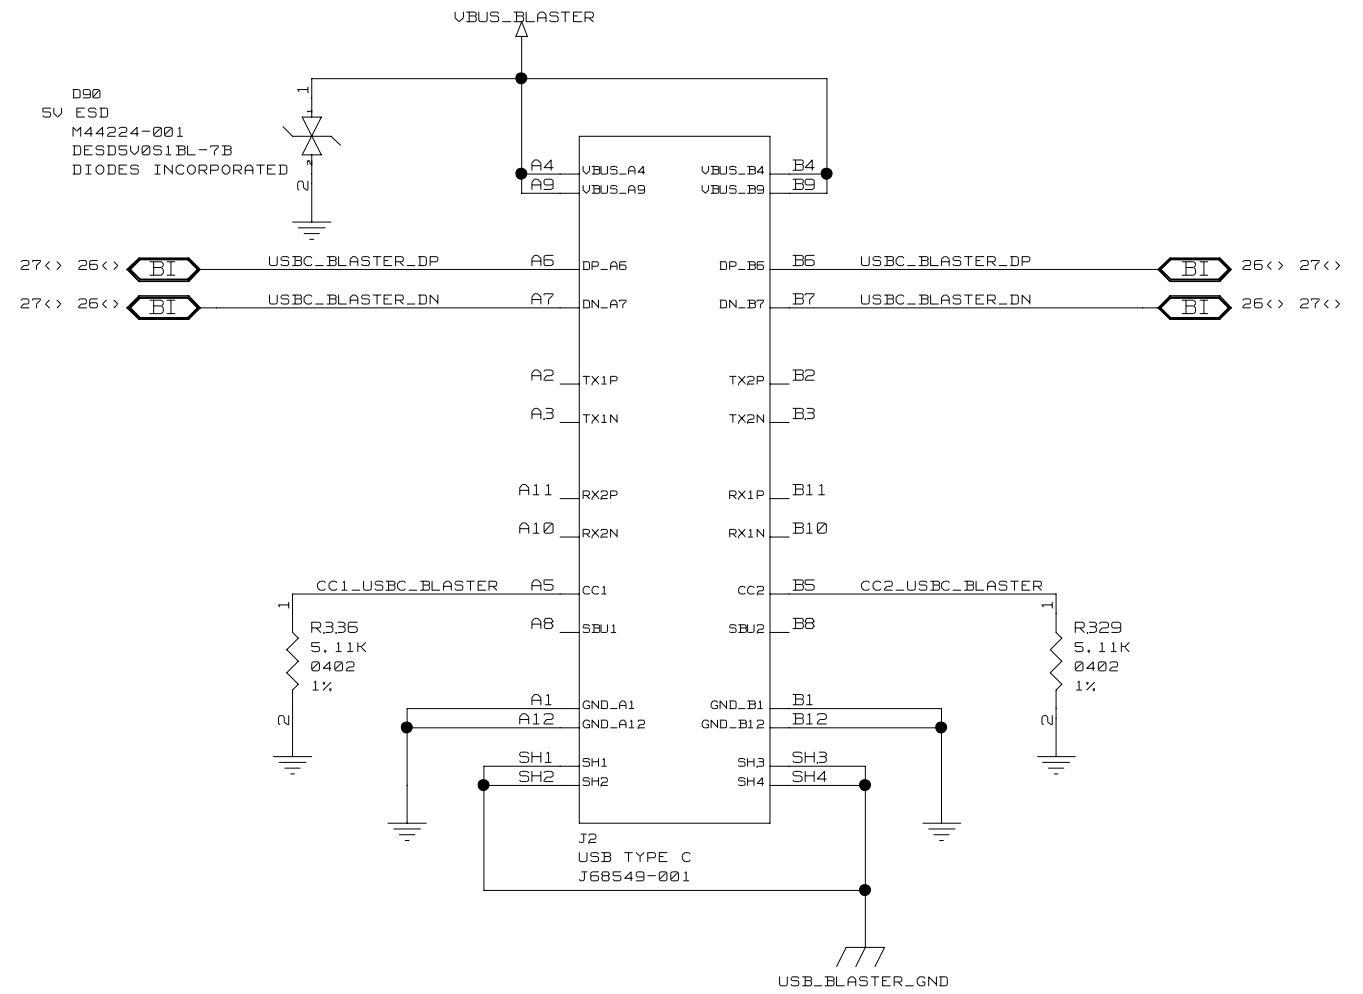 VBUS_BLASTER
1
D90
5V ESD
M44224-001
DESD5V0S1BL-7B
DIODES INCORPORATED
1
2
2
A4 VBUS_A4 VBUS_B4 B4
A9 VBUS_A9 VBUS_B9 B9
27<> 26<> BI USBC_BLASTER_DP A6 DP_A6 DP_B6 B6 USBC_BLASTER_DP BI 26<> 27<>
27<> 26<> BI USBC_BLASTER_DN A7 DN_A7 DN_B7 B7 USBC_BLASTER_DN BI 26<> 27<>
A2 TX1P TX2P B2
A3 TX1N TX2N B3
A11 RX2P RX1P B11
A10 RX2N RX1N B10
CC1_USBC_BLASTER A5 CC1 CC2 B5 CC2_USBC_BLASTER
1 1
A8 SBU1 SBU2 B8
R336
5.11K
0402
1%
2
R329
5.11K
0402
1%
2
A1 GND_A1 GND_B1 B1
A12 GND_A12 GND_B12 B12
SH1 SH1 SH3 SH3
SH2 SH2 SH4 SH4
J2
USB TYPE C
J68549-001
USB_BLASTER_GND